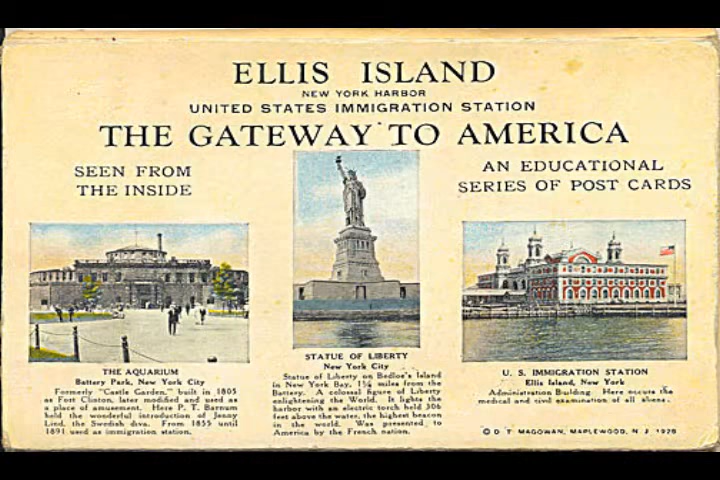 ELLIS ISLAND
NEW YORK HARBOR
UNITED STATES IMMIGRATION STATION
THE GATEWAY TO AMERICA
SEEN FROM
THE INSIDE
AN EDUCATIONAL
SERIES OF POST CARDS
THE AQUARIUM
Battery Park, New York City
Formerly "Castle Garden," built in 1805
as Fort Clinton, later modified and used as
a place of amusement. Here P. T. Barnum
held the wonderful introduction of Jenny
Lind, the Swedish diva. From 1855 until
1891 used as immigration station.
STATUE OF LIBERTY
New York City
Statue of Liberty on Bedloe's Island
in New York Bay, 1¾ miles from the
Battery. A colossal figure of Liberty
enlightening the World. It lights the
harbor with an electric torch held 306
feet above the water, the highest beacon
in the world. Was presented to
America by the French nation.
U. S. IMMIGRATION STATION
Ellis Island, New York
Administration Building. Here occurs the
medical and civil examination of all aliens.
© D. T. MAGOWAN, MAPLEWOOD, N. J. 1928